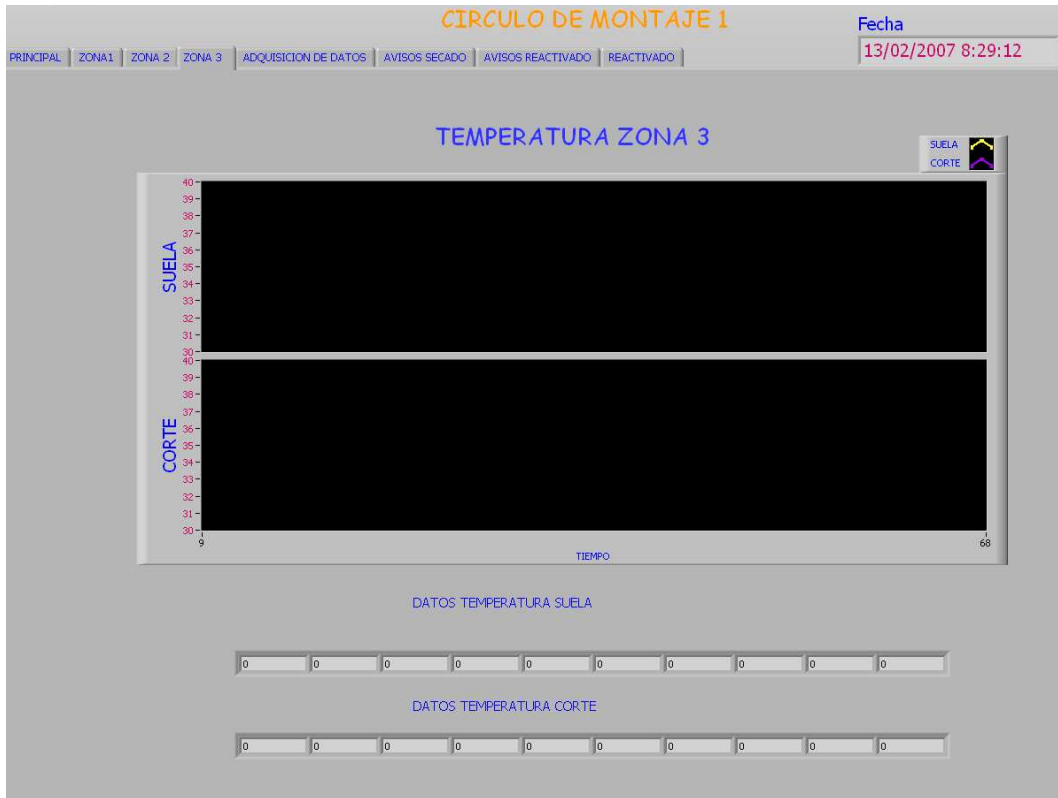 CIRCULO DE MONTAJE 1
Fecha
13/02/2007 8:29:12
PRINCIPAL ZONA1 ZONA 2 ZONA 3 ADQUISICION DE DATOS AVISOS SECADO AVISOS REACTIVADO REACTIVADO
TEMPERATURA ZONA 3
SUELA
CORTE
SUELA
40
39
38
37
36
35
34
33
32
31
30
CORTE
40
39
38
37
36
35
34
33
32
31
30
9 68
TIEMPO
DATOS TEMPERATURA SUELA
0 0 0 0 0 0 0 0 0 0
DATOS TEMPERATURA CORTE
0 0 0 0 0 0 0 0 0 0